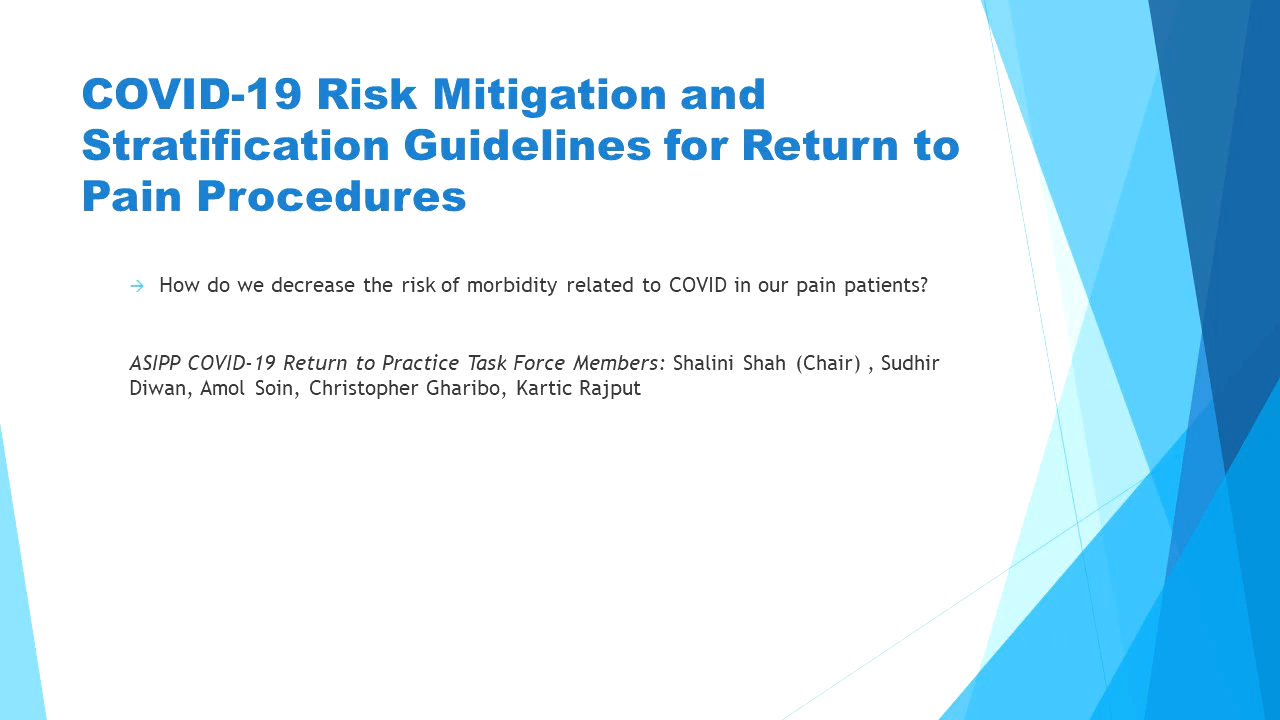 COVID-19 Risk Mitigation and
Stratification Guidelines for Return to
Pain Procedures
→ How do we decrease the risk of morbidity related to COVID in our pain patients?
ASIPP COVID-19 Return to Practice Task Force Members: Shalini Shah (Chair) , Sudhir
Diwan, Amol Soin, Christopher Gharibo, Kartic Rajput